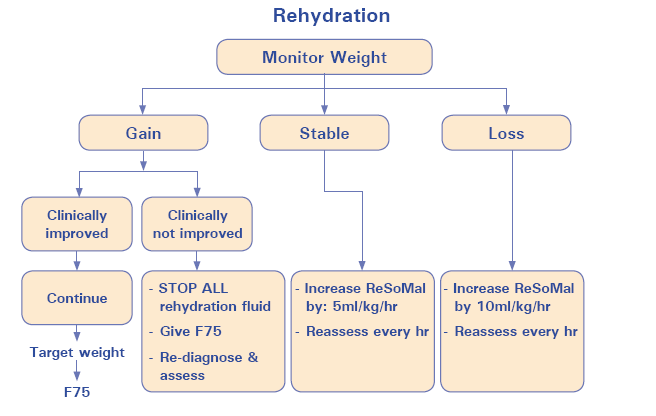 Rehydration
Monitor Weight
Gain
Stable
Loss
Clinically
improved
Clinically
not improved
Continue
- STOP ALL
rehydration fluid
- Give F75
- Re-diagnose &
assess
- Increase ReSoMal
by: 5ml/kg/hr
- Reassess every hr
- Increase ReSoMal
by 10ml/kg/hr
- Reassess every hr
Target weight
F75